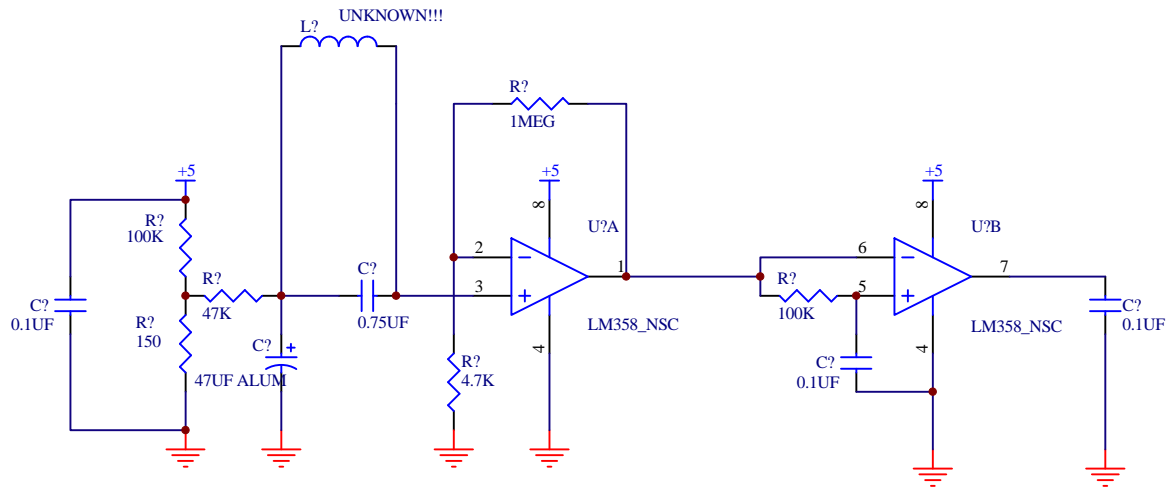 UNKNOWN!!!
L?
R?
1MEG
+5
+5
+5
8
8
U?A
U?B
R?
100K
2
1
6
7
R?
47K
C?
0.75UF
3
R?
100K
5
C?
0.1UF
R?
150
C?
+
47UF ALUM
LM358_NSC
LM358_NSC
C?
0.1UF
4
4
R?
4.7K
C?
0.1UF